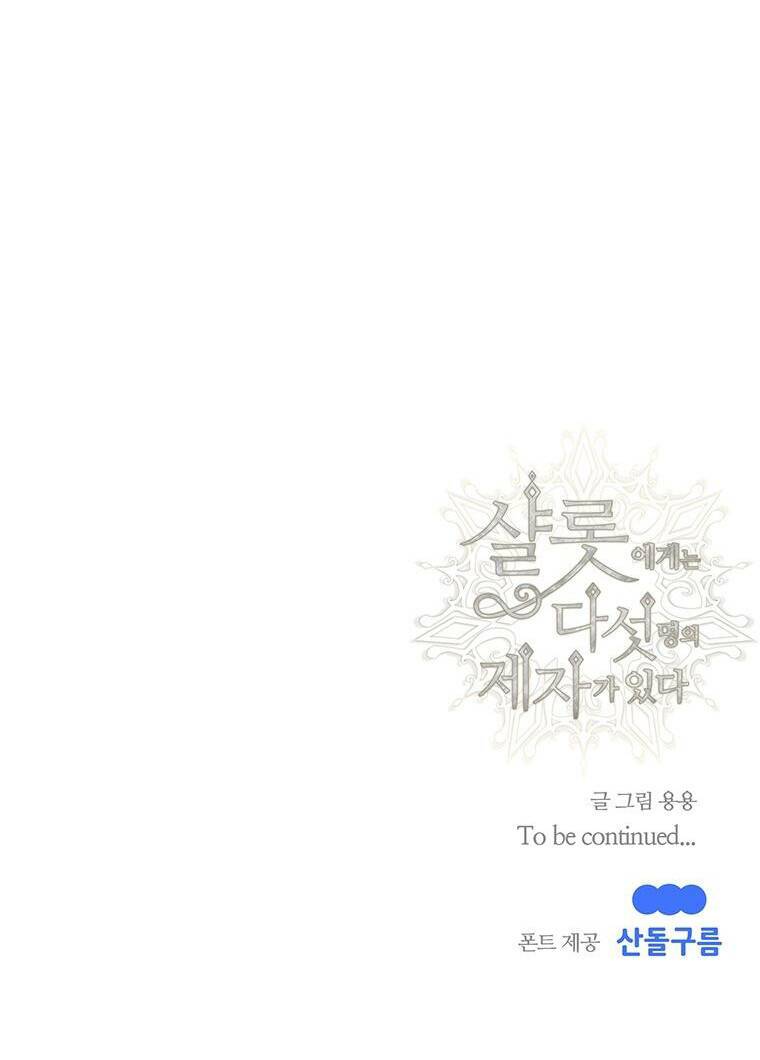 샬롯에게는
다섯명의
제자가 있다
글 그림 용용
To be continued...
폰트 제공 산돌구름